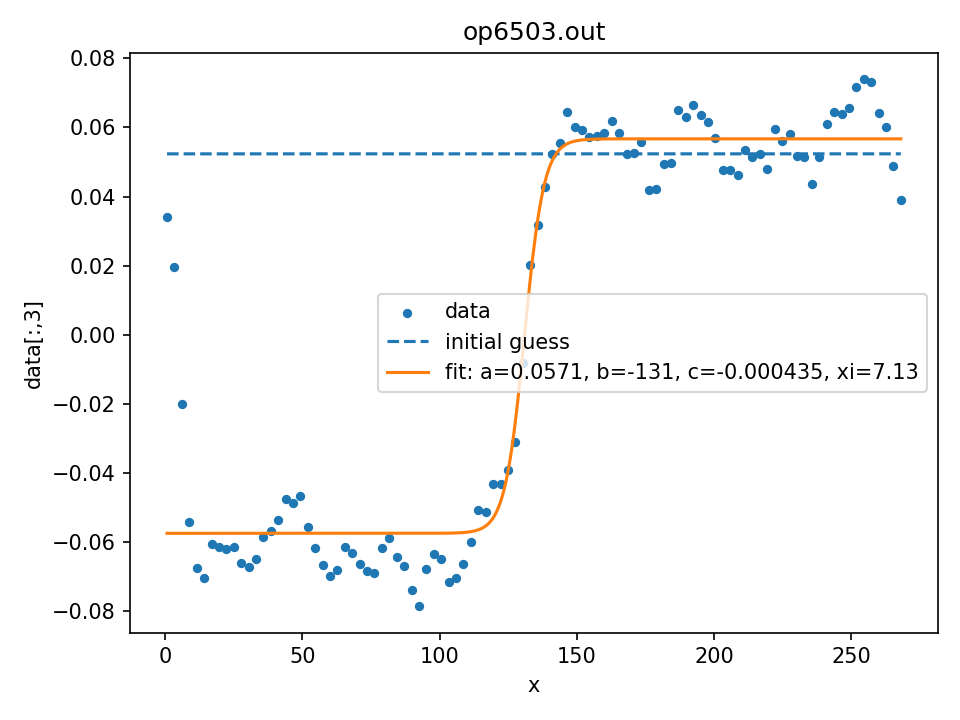 op6503.out
0.08
0.06
0.04
0.02
0.00
−0.02
−0.04
−0.06
−0.08
data[:,3]
data
initial guess
fit: a=0.0571, b=-131, c=-0.000435, xi=7.13
0 50 100 150 200 250
x